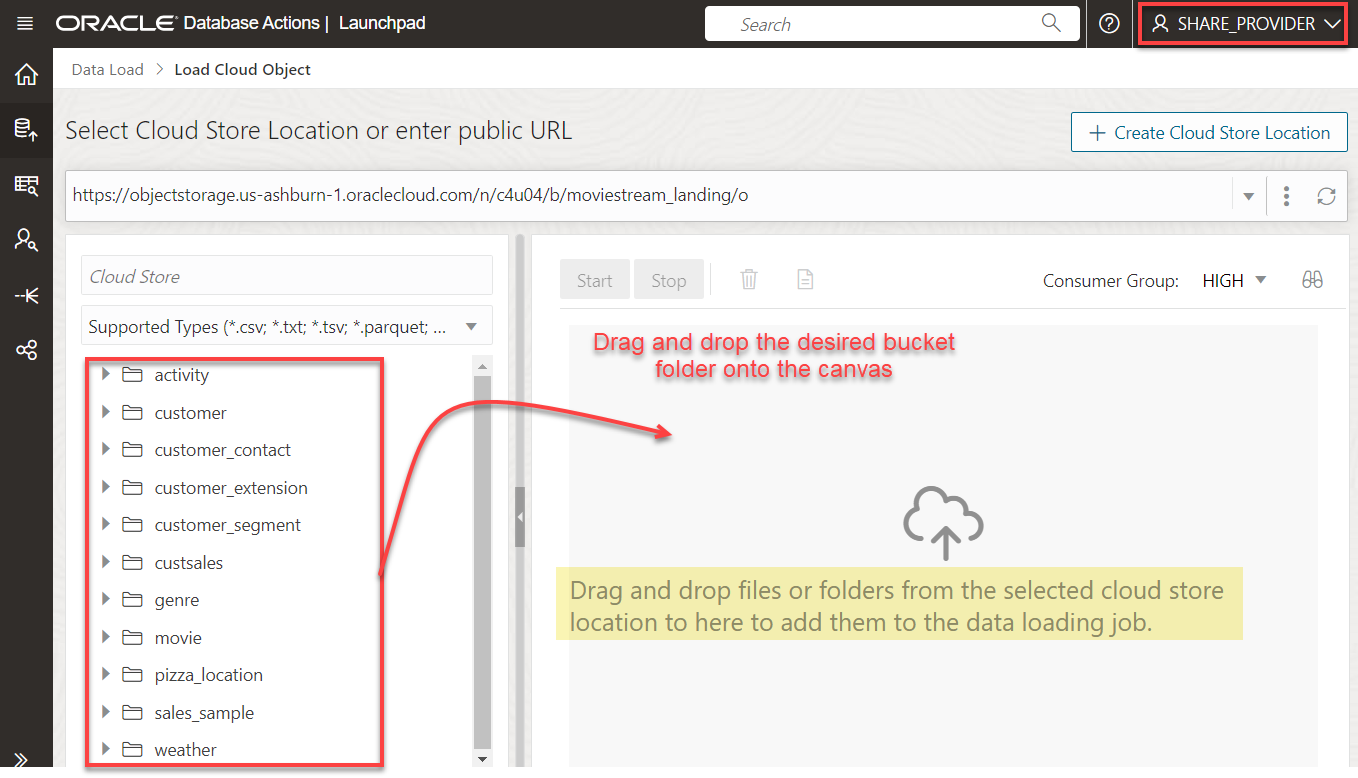 ORACLE® Database Actions | Launchpad
Search
SHARE_PROVIDER
Data Load > Load Cloud Object
Select Cloud Store Location or enter public URL
+ Create Cloud Store Location
https://objectstorage.us-ashburn-1.oraclecloud.com/n/c4u04/b/moviestream_landing/o
Cloud Store
Supported Types (*.csv; *.txt; *.tsv; *.parquet; ...
activity
customer
customer_contact
customer_extension
customer_segment
custsales
genre
movie
pizza_location
sales_sample
weather
Start
Stop
Consumer Group: HIGH
Drag and drop the desired bucket
folder onto the canvas
Drag and drop files or folders from the selected cloud store
location to here to add them to the data loading job.